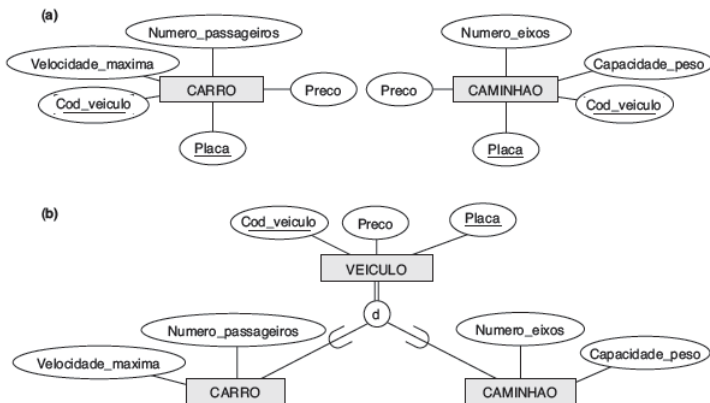 (a)
Numero_passageiros
Numero_eixos
Velocidade_maxima
Capacidade_peso
CARRO
Preco
Preco
CAMINHAO
Cod_veiculo
Cod_veiculo
Placa
Placa
(b)
Cod_veiculo
Preco
Placa
VEICULO
d
Numero_passageiros
Numero_eixos
Velocidade_maxima
Capacidade_peso
CARRO
CAMINHAO